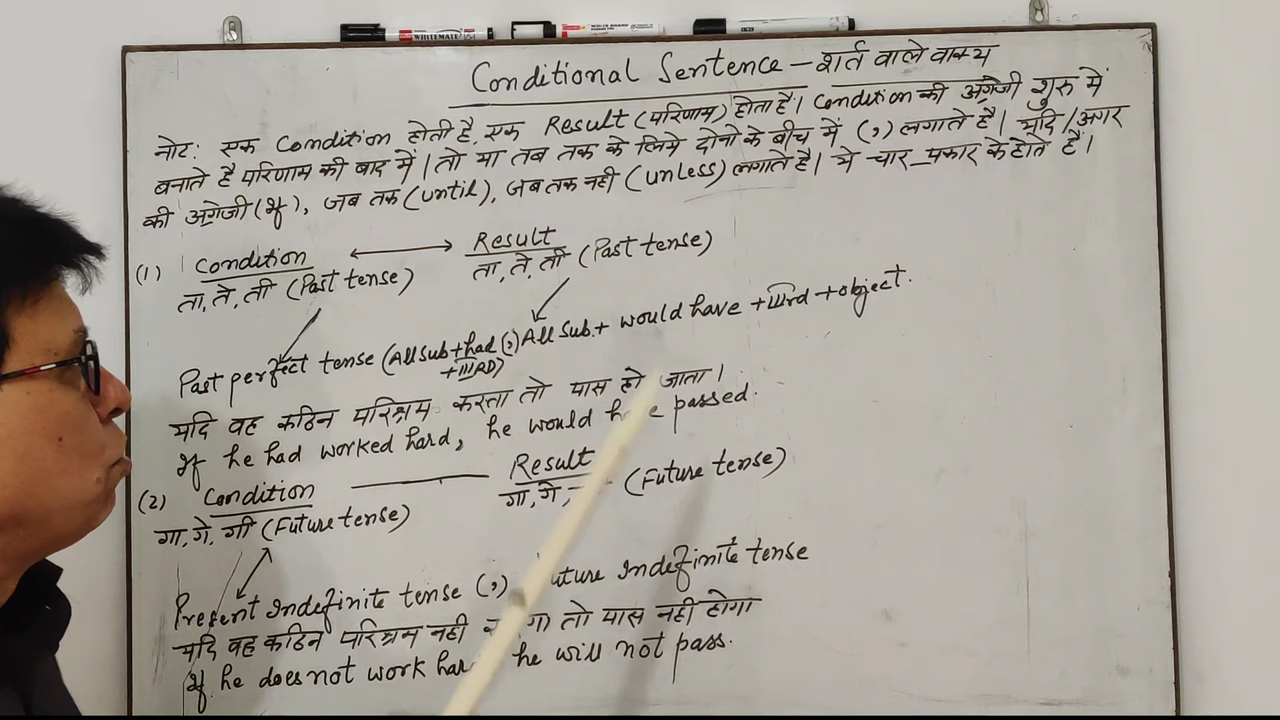 WHITEMATE
Conditional Sentence – शर्त वाले वाक्य
नोट: एक Condition होती है, एक Result (परिणाम) होता है। Condition की अंग्रेजी शुरु में
बनाते है परिणाम की बाद में। तो या तब तक के लिये दोनो के बीच में (,) लगाते है। यदि/अगर
की अंग्रेजी (If), जब तक (until), जब तक नही (unless) लगाते है। ये चार प्रकार के होते है।
(1) Condition ⟷ Result
ता, ते, ती (Past tense) ता, ते, ती (Past tense)
Past perfect tense (All Sub + had (,) All Sub. + would have + IIIrd + object.
+IIIRD)
यदि वह कठिन परिश्रम करता तो पास हो जाता।
If he had worked hard, he would have passed.
(2) Condition — Result
गा, गे, गी (Future tense) गा, गे, (Future tense)
Present Indefinite tense (,) Indefinite tense
यदि वह कठिन परिश्रम नही तो पास नही होगा
If he does not work he will not pass.